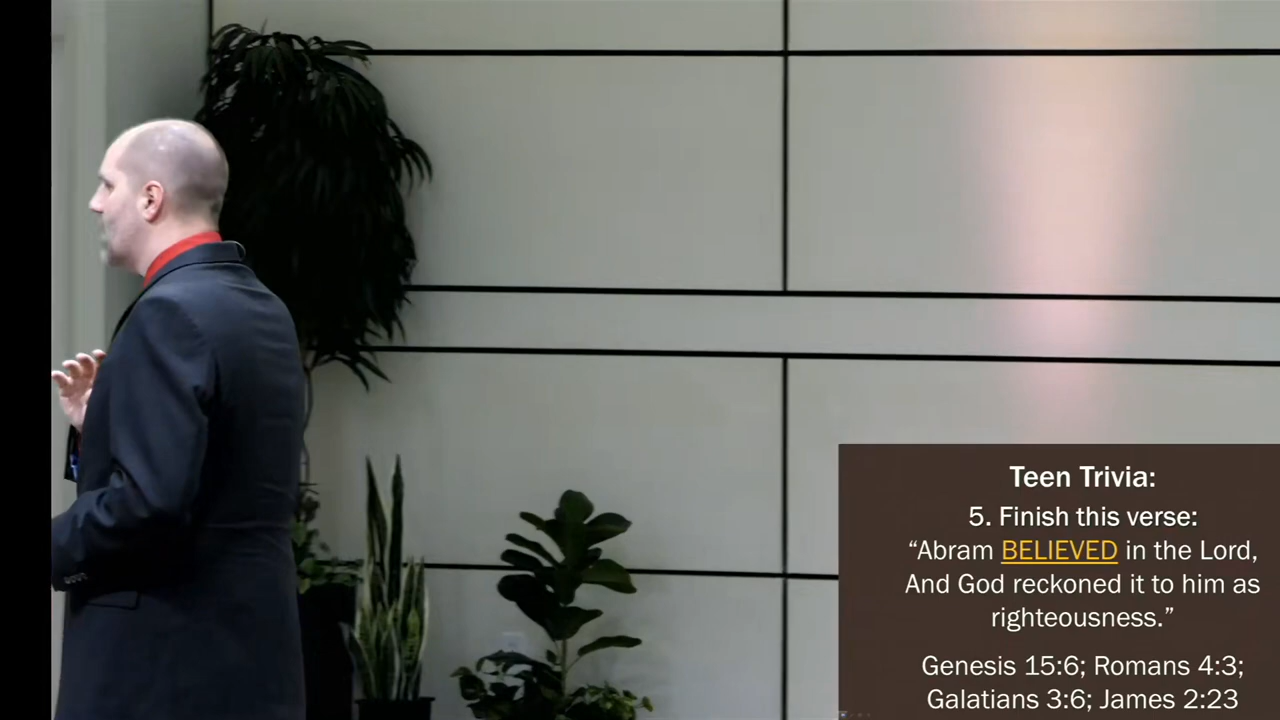 Teen Trivia:
5. Finish this verse:
“Abram BELIEVED in the Lord,
And God reckoned it to him as
righteousness.”
Genesis 15:6; Romans 4:3;
Galatians 3:6; James 2:23